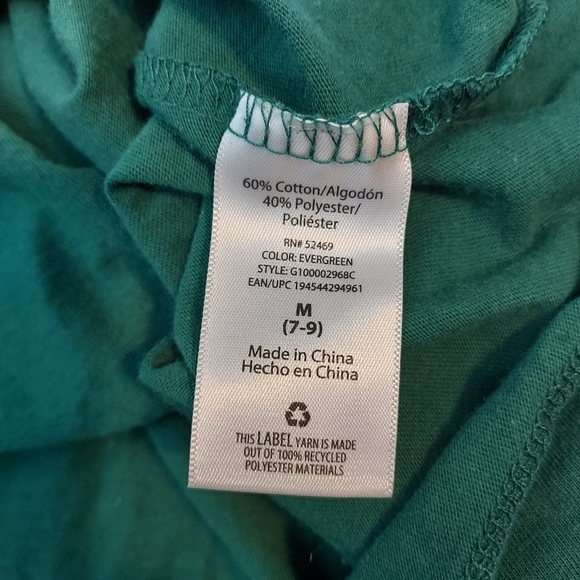 60% Cotton/Algodón
40% Polyester/
Poliéster
RN# 52469
COLOR: EVERGREEN
STYLE: G100002968C
EAN/UPC 194544294961
M
(7-9)
Made in China
Hecho en China
THIS LABEL YARN IS MADE
OUT OF 100% RECYCLED
POLYESTER MATERIALS